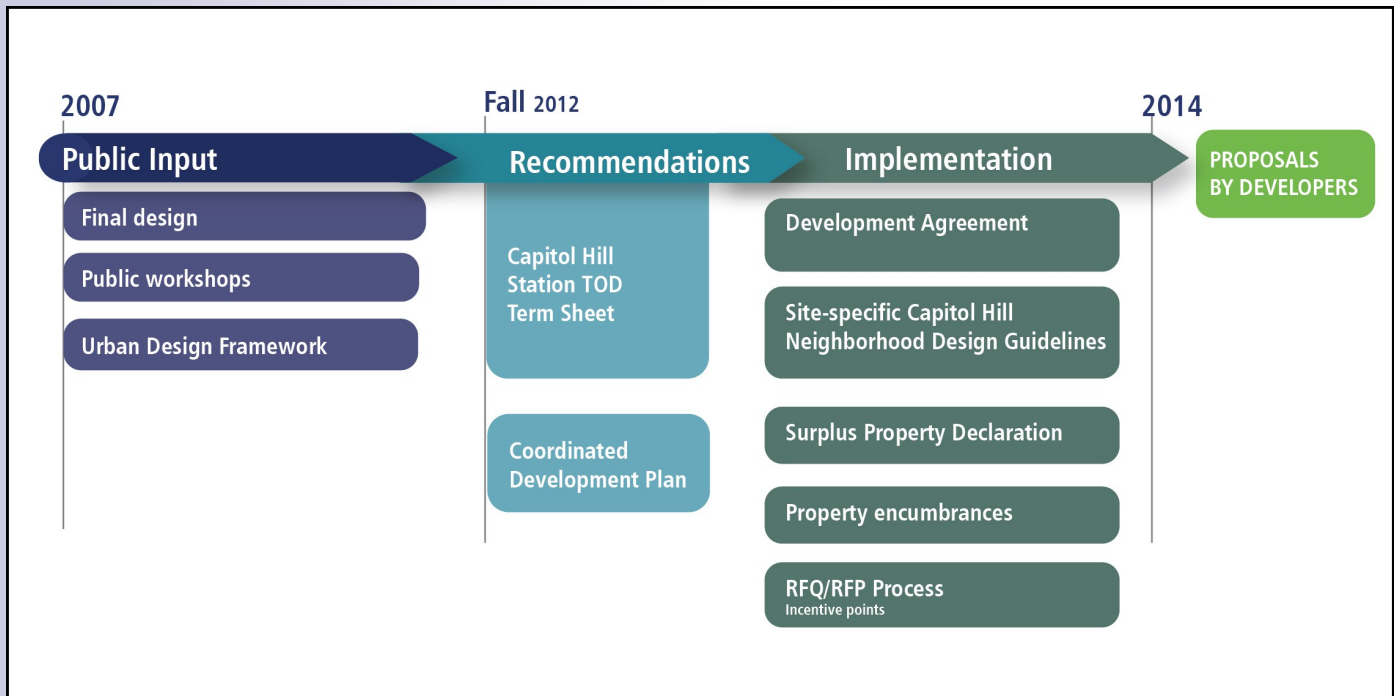 2007
Fall 2012
2014
Public Input
Recommendations
Implementation
PROPOSALS
BY DEVELOPERS
Final design
Public workshops
Urban Design Framework
Capitol Hill
Station TOD
Term Sheet
Coordinated
Development Plan
Development Agreement
Site-specific Capitol Hill
Neighborhood Design Guidelines
Surplus Property Declaration
Property encumbrances
RFQ/RFP Process
Incentive points